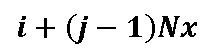 i + (j − 1)Nx